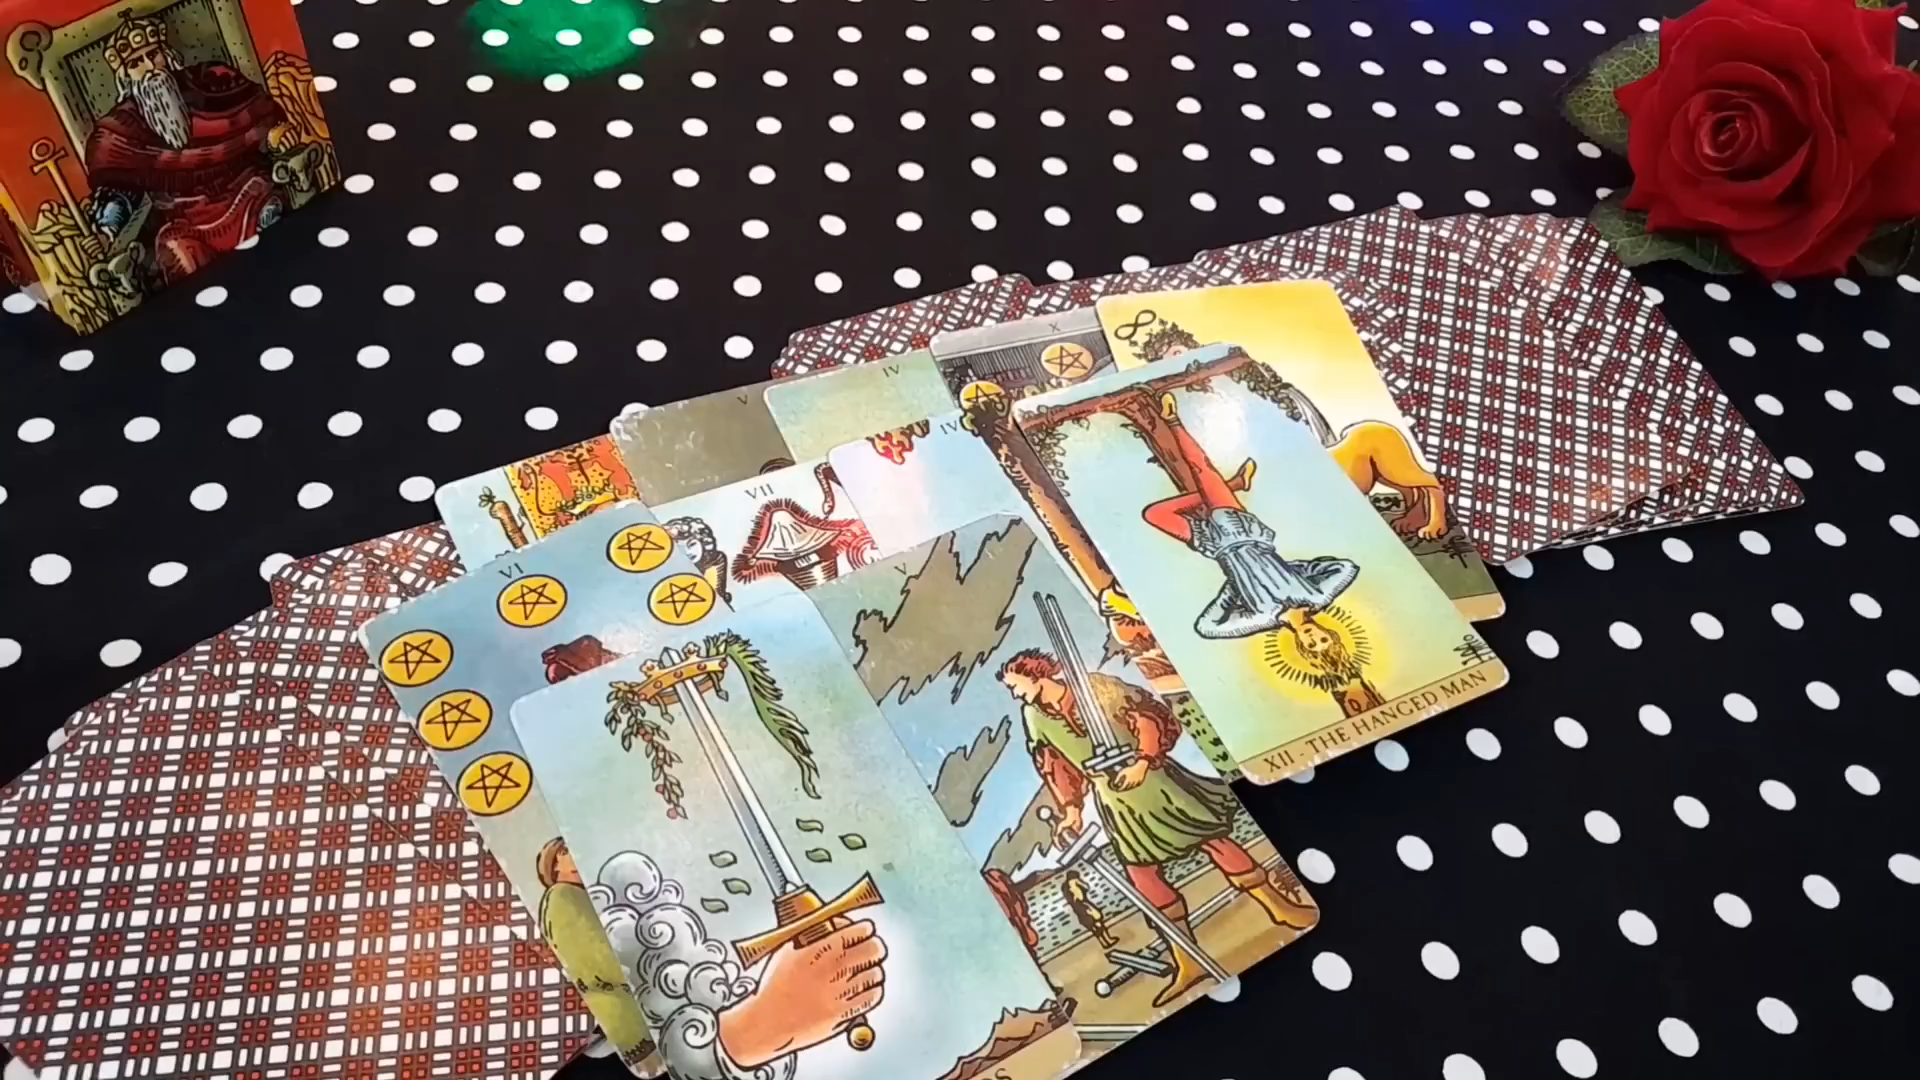 X
IV
V
IV
VII
V
VI
XII - THE HANGED MAN